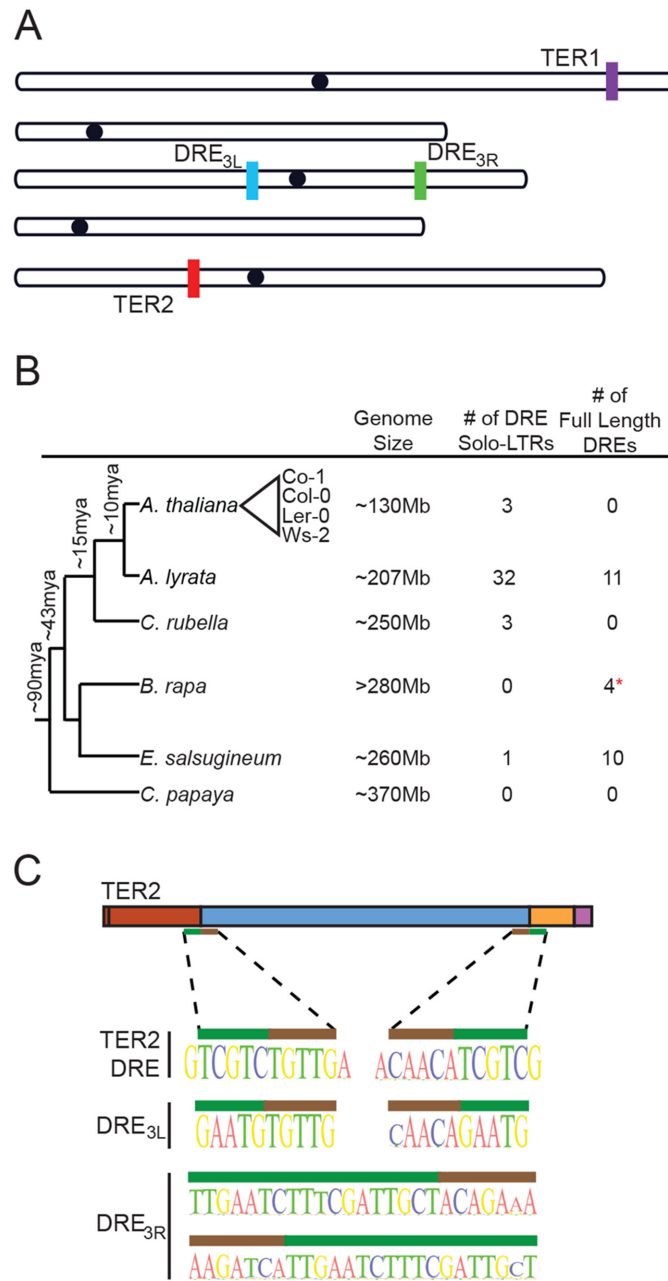 A
TER1
DRE3L
DRE3R
TER2
B
Genome Size
# of DRE Solo-LTRs
# of Full Length DREs
~90mya
~43mya
~15mya
~10mya
A. thaliana
Co-1
Col-0
Ler-0
Ws-2
~130Mb 3 0
A. lyrata ~207Mb 32 11
C. rubella ~250Mb 3 0
B. rapa >280Mb 0 4*
E. salsugineum ~260Mb 1 10
C. papaya ~370Mb 0 0
C
TER2
TER2 DRE
GTCGTCTGTTGA ACAACATCGTCG
DRE3L
GAATGTGTTG CAACAGAATG
DRE3R
TTGAATCTTTCGATTGCTACAGAAA
AAGATCATTGAATCTTTCGATTGCT